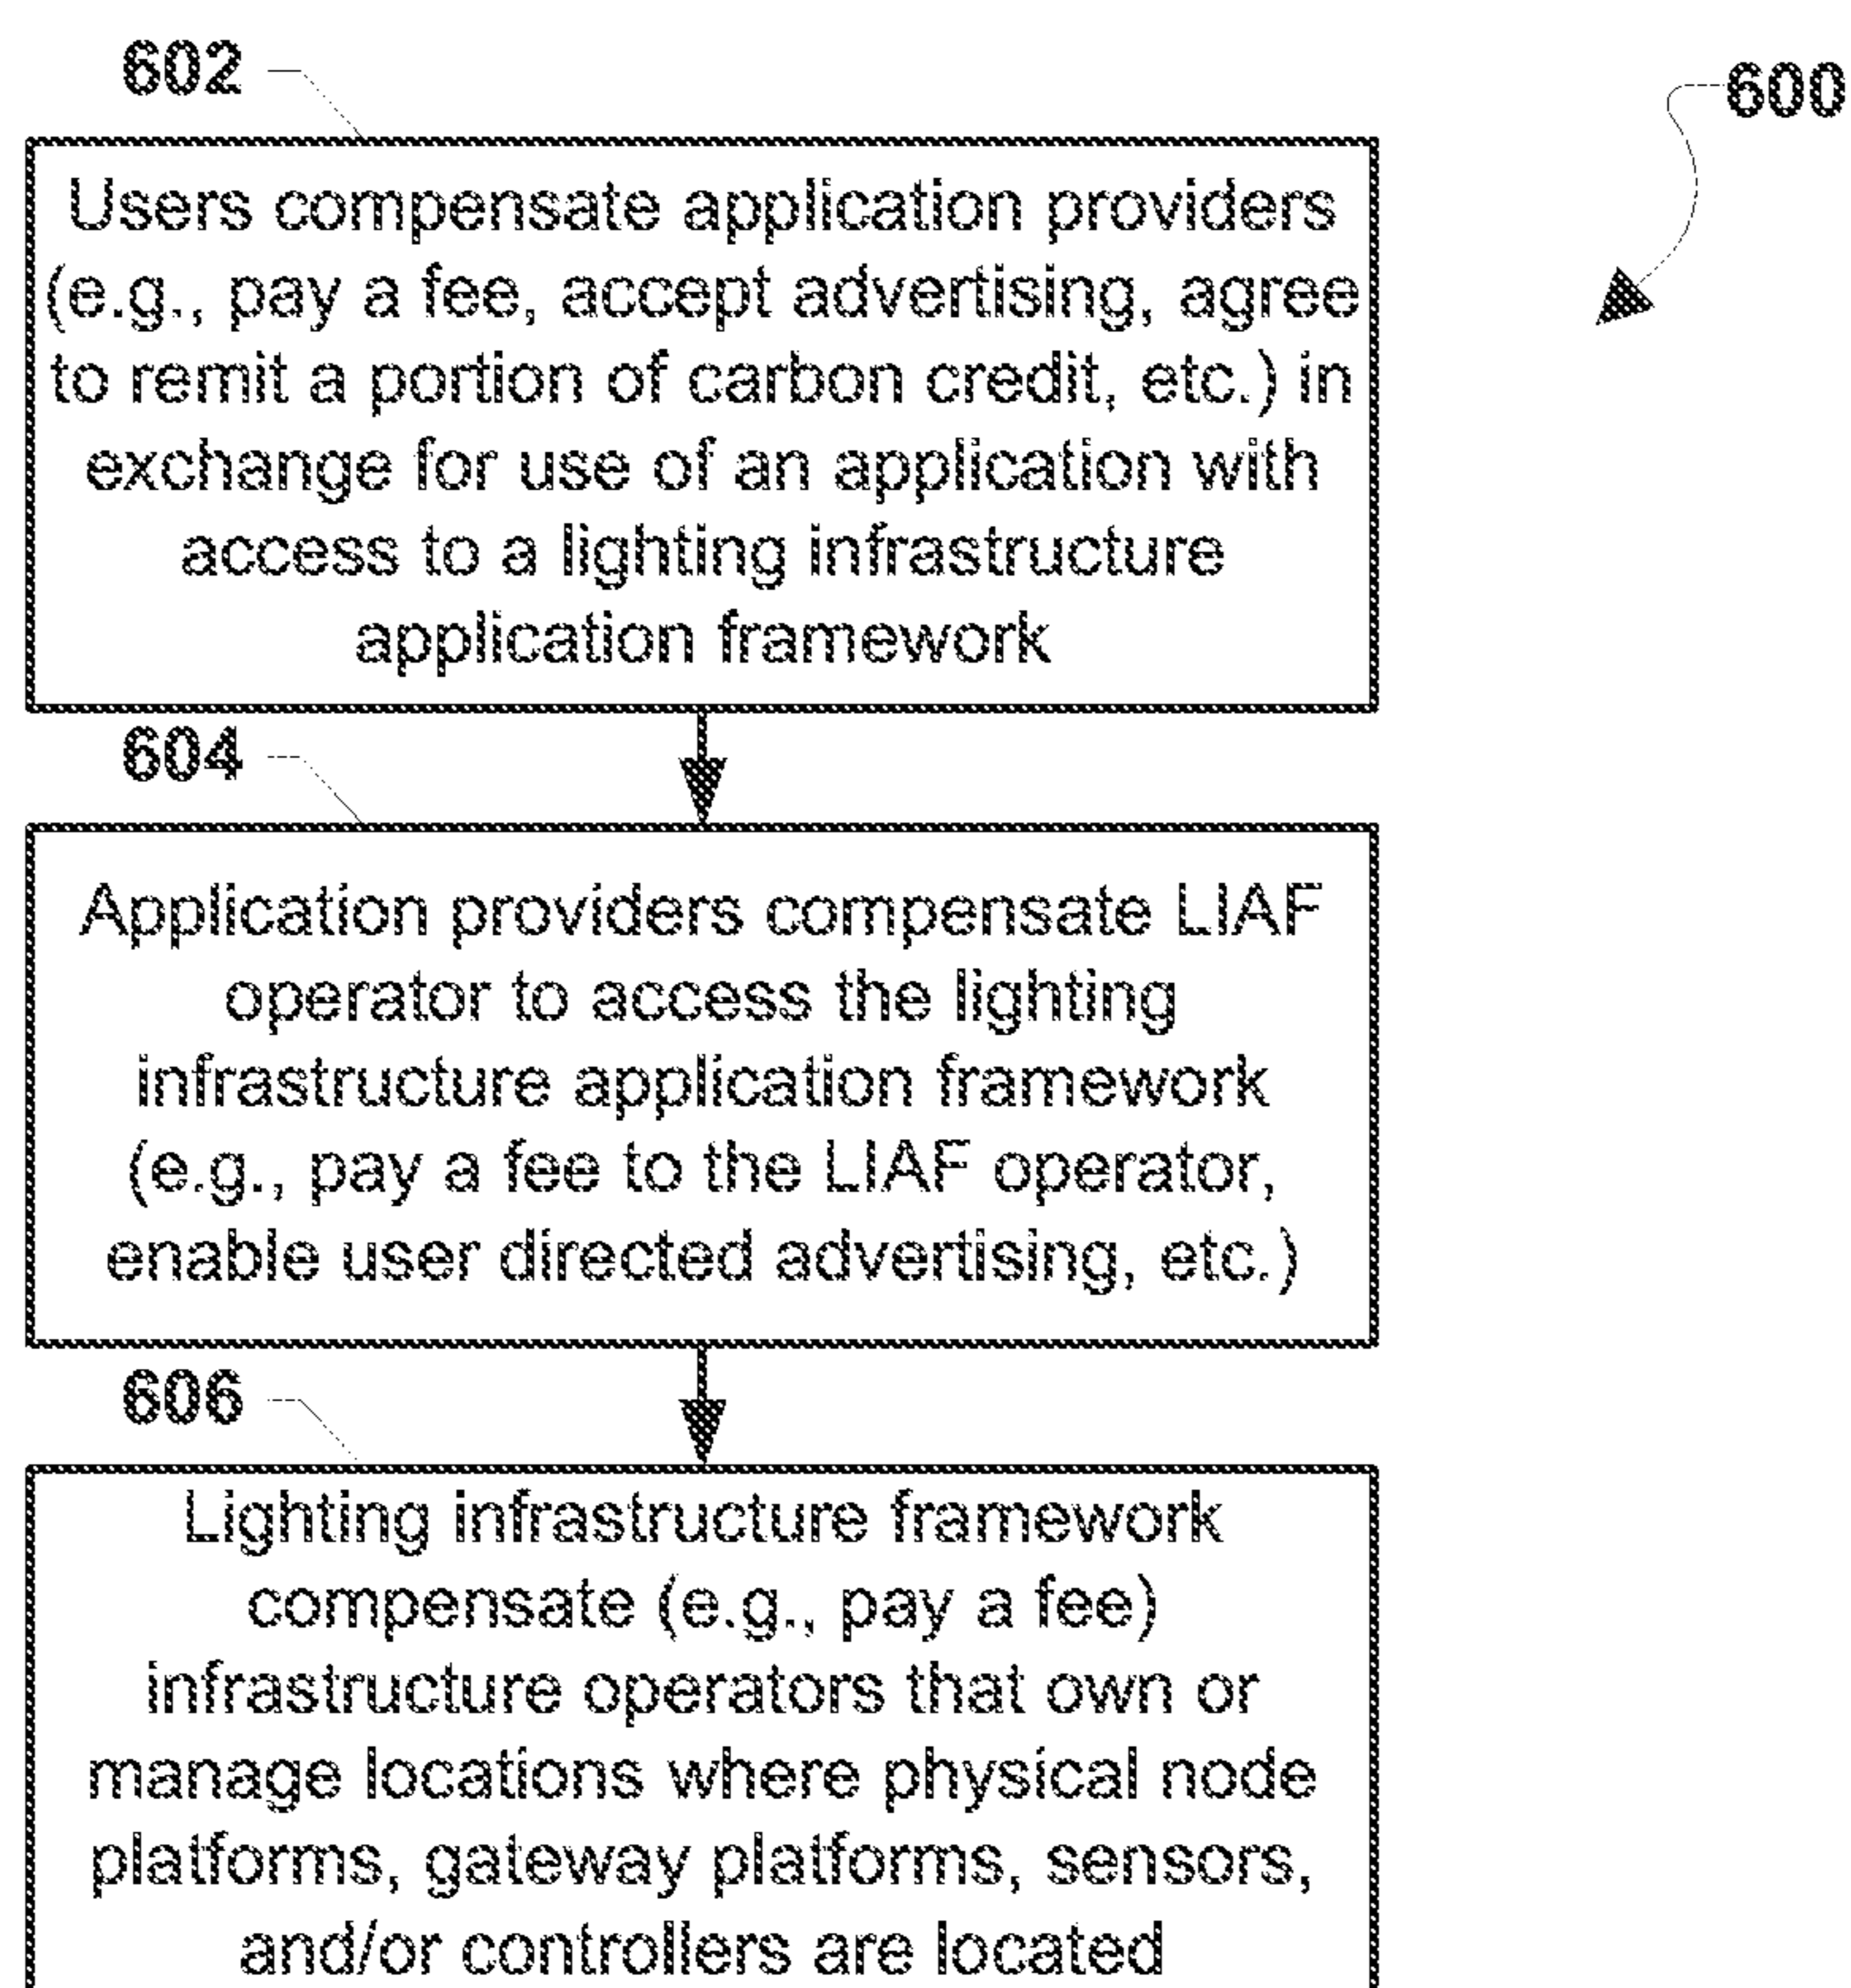 602
600
Users compensate application providers
(e.g., pay a fee, accept advertising, agree
to remit a portion of carbon credit, etc.) in
exchange for use of an application with
access to a lighting infrastructure
application framework
604
Application providers compensate LIAF
operator to access the lighting
infrastructure application framework
(e.g., pay a fee to the LIAF operator,
enable user directed advertising, etc.)
606
Lighting infrastructure framework
compensate (e.g., pay a fee)
infrastructure operators that own or
manage locations where physical node
platforms, gateway platforms, sensors,
and/or controllers are located